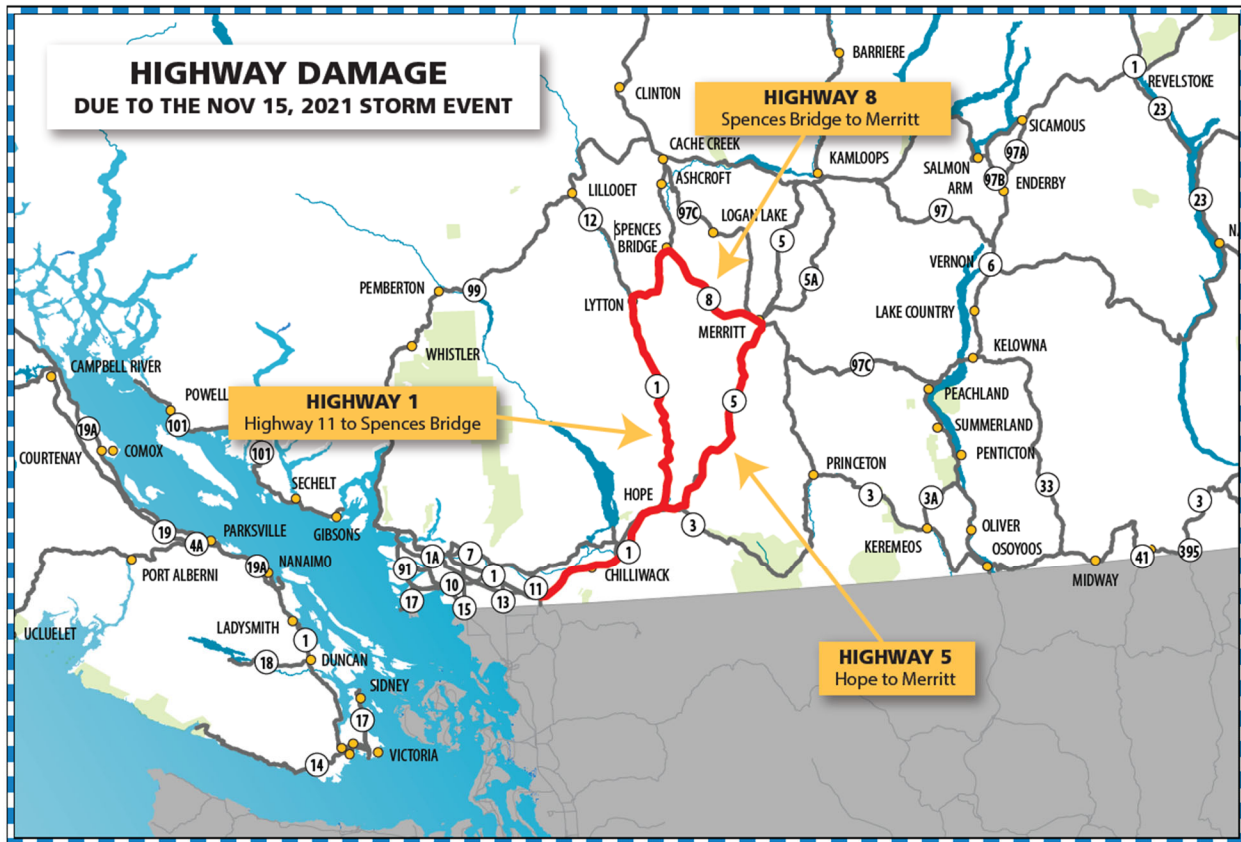 HIGHWAY DAMAGE
DUE TO THE NOV 15, 2021 STORM EVENT
BARRIERE
CLINTON
HIGHWAY 8
Spences Bridge to Merritt
1
REVELSTOKE
23
SICAMOUS
CACHE CREEK
KAMLOOPS
SALMON
ARM
97A
97B
ENDERBY
ASHCROFT
LILLOOET
12
97C
LOGAN LAKE
97
23
SPENCES
BRIDGE
5
5A
N.
VERNON
6
PEMBERTON
99
LYTTON
8
MERRITT
LAKE COUNTRY
WHISTLER
KELOWNA
97C
CAMPBELL RIVER
1
5
PEACHLAND
POWELL
HIGHWAY 1
Highway 11 to Spences Bridge
101
19A
SUMMERLAND
COMOX
COURTENAY
101
PENTICTON
SECHELT
PRINCETON
33
HOPE
3
3A
3
GIBSONS
3
OLIVER
19
4A
PARKSVILLE
KEREMEOS
OSOYOOS
1A
7
1
41
395
PORT ALBERNI
19A
NANAIMO
91
1
CHILLIWACK
MIDWAY
10
11
17
15
13
LADYSMITH
UCLUELET
1
18
DUNCAN
HIGHWAY 5
Hope to Merritt
SIDNEY
17
VICTORIA
14